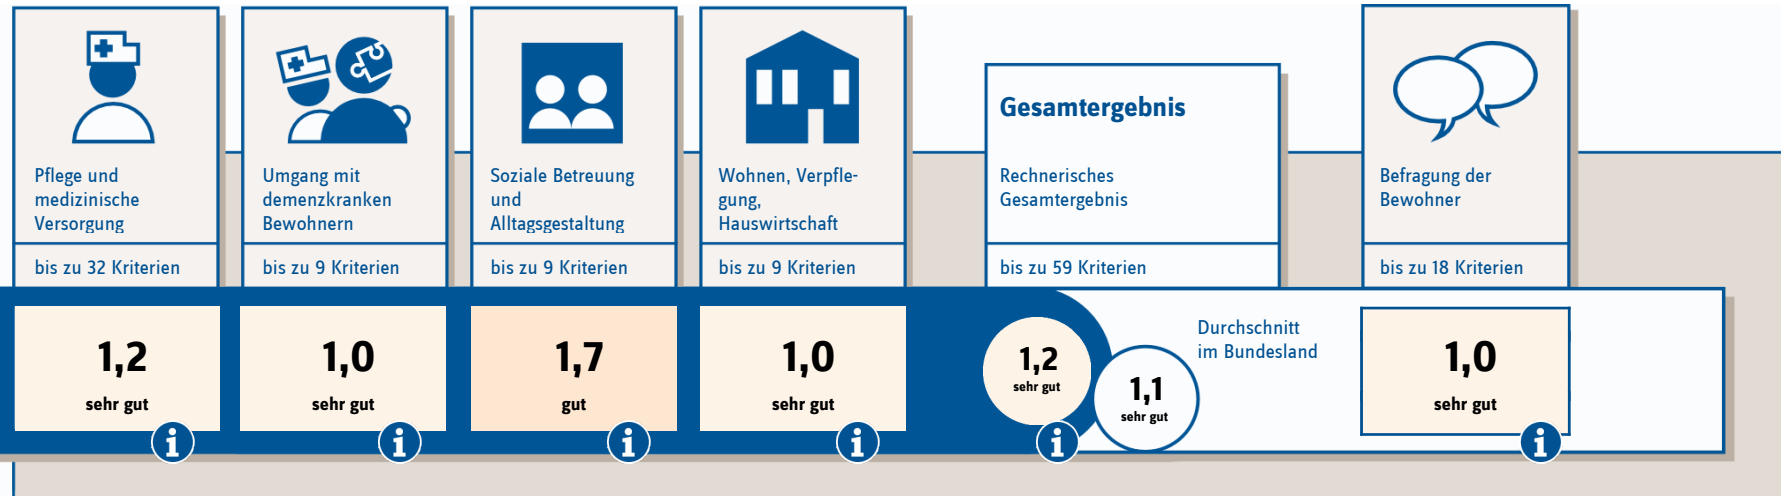 Pflege und
medizinische
Versorgung
bis zu 32 Kriterien
1,2
sehr gut
i
Umgang mit
demenzkranken
Bewohnern
bis zu 9 Kriterien
1,0
sehr gut
i
Soziale Betreuung
und
Alltagsgestaltung
bis zu 9 Kriterien
1,7
gut
i
Wohnen, Verpfle-
gung,
Hauswirtschaft
bis zu 9 Kriterien
1,0
sehr gut
i
Gesamtergebnis
Rechnerisches
Gesamtergebnis
bis zu 59 Kriterien
1,2
sehr gut
i
1,1
sehr gut
Durchschnitt
im Bundesland
Befragung der
Bewohner
bis zu 18 Kriterien
1,0
sehr gut
i